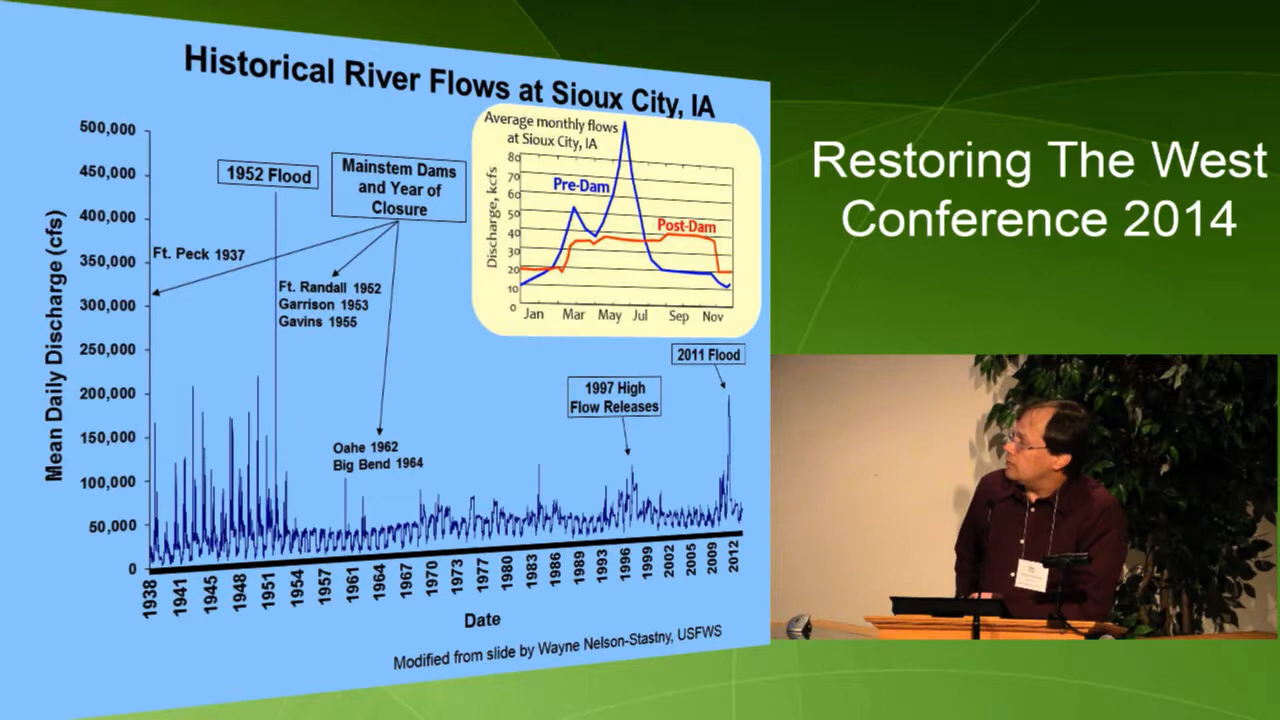 Historical River Flows at Sioux City, IA
Restoring The West
Conference 2014
Mean Daily Discharge (cfs)
500,000
450,000
400,000
350,000
300,000
250,000
200,000
150,000
100,000
50,000
0
1952 Flood
Mainstem Dams
and Year of
Closure
Ft. Peck 1937
Ft. Randall 1952
Garrison 1953
Gavins 1955
Oahe 1962
Big Bend 1964
Average monthly flows
at Sioux City, IA
Discharge, kcfs
80
70
60
50
40
30
20
10
0
Pre-Dam
Post-Dam
Jan
Mar
May
Jul
Sep
Nov
1997 High
Flow Releases
2011 Flood
1938
1941
1945
1948
1951
1954
1957
1961
1964
1967
1970
1973
1977
1980
1983
1986
1989
1993
1996
1999
2002
2005
2009
2012
Date
Modified from slide by Wayne Nelson-Stastny, USFWS